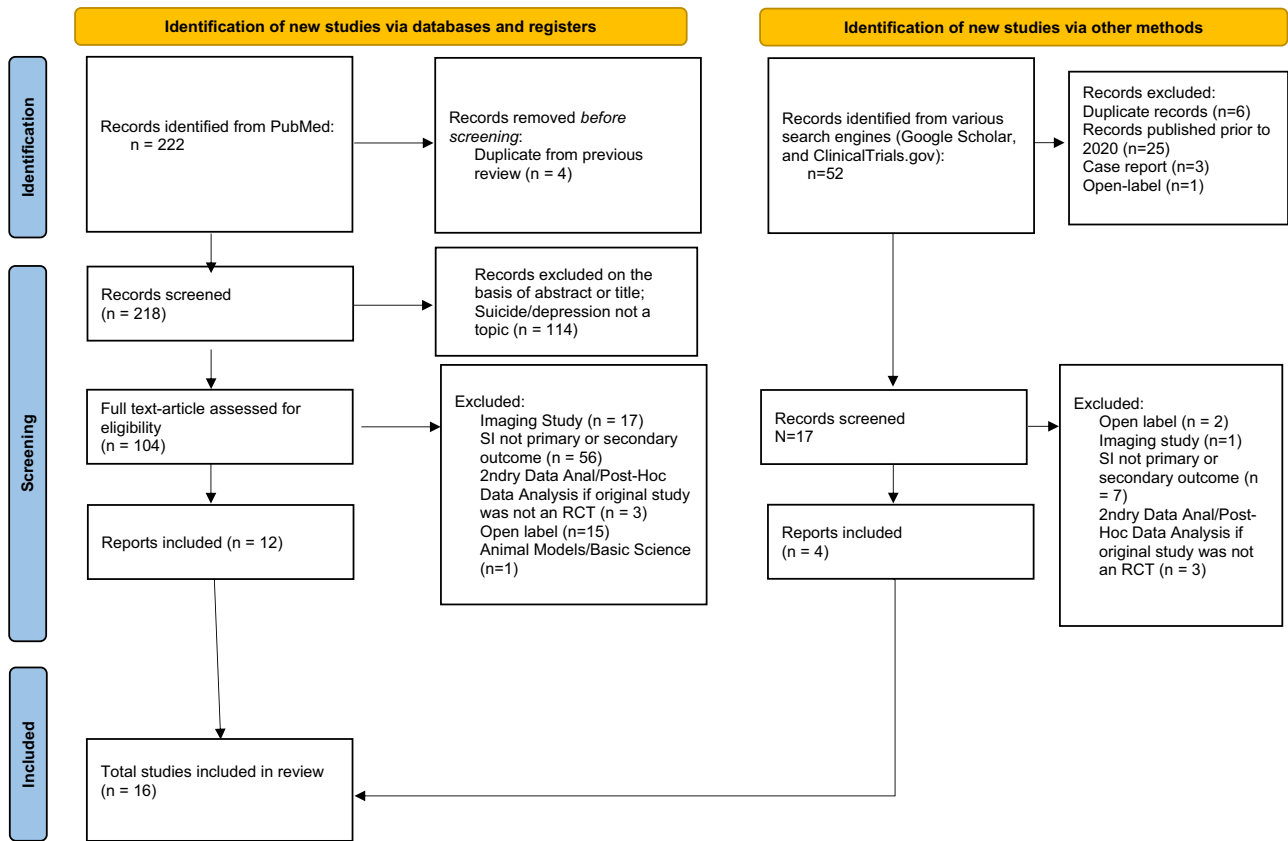 Identification of new studies via databases and registers
Identification of new studies via other methods
Identification
Records identified from PubMed:
n = 222
Records removed before
screening:
Duplicate from previous
review (n = 4)
Records identified from various
search engines (Google Scholar,
and ClinicalTrials.gov):
n=52
Records excluded:
Duplicate records (n=6)
Records published prior to
2020 (n=25)
Case report (n=3)
Open-label (n=1)
Screening
Records screened
(n = 218)
Records excluded on the
basis of abstract or title;
Suicide/depression not a
topic (n = 114)
Full text-article assessed for
eligibility
(n = 104)
Excluded:
Imaging Study (n = 17)
SI not primary or secondary
outcome (n = 56)
2ndry Data Anal/Post-Hoc
Data Analysis if original study
was not an RCT (n = 3)
Open label (n=15)
Animal Models/Basic Science
(n=1)
Records screened
N=17
Excluded:
Open label (n = 2)
Imaging study (n=1)
SI not primary or
secondary outcome (n
= 7)
2ndry Data Anal/Post-
Hoc Data Analysis if
original study was not
an RCT (n = 3)
Reports included (n = 12)
Reports included
(n = 4)
Included
Total studies included in review
(n = 16)